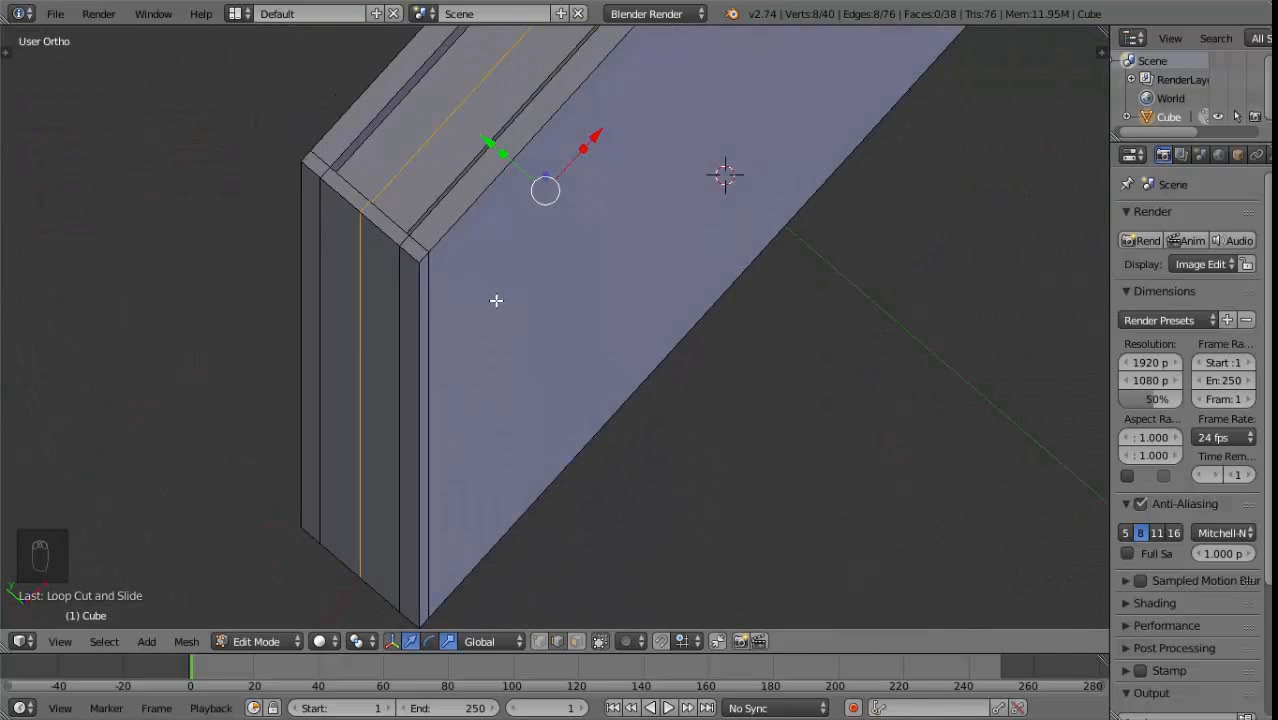 File Render Window Help Default Scene Blender Render v2.74 | Verts:8/40 | Edges:8/76 | Faces:0/38 | Tris:76 | Mem:11.95M | Cube
User Ortho
View Search All S
Scene
RenderLay
World
Cube
Scene
Render
Rend Anim Audio
Display: Image Edit
Dimensions
Render Presets
Resolution: Frame Ra...
1920 p Start :1
1080 p En: 250
50% Fram: 1
Aspect Ra... Frame Rate:
: 1.000 24 fps
: 1.000 Time Rem...
1
Anti-Aliasing
5 8 11 16 Mitchell-N
Full Sa 1.000 p
Sampled Motion Blur
Shading
Performance
Post Processing
Stamp
Output
Last: Loop Cut and Slide
(1) Cube
View Select Add Mesh Edit Mode Global
-40 -20 0 20 40 60 80 100 120 140 160 180 200 220 240 260 280
View Marker Frame Playback Start: 1 End: 250 1 No Sync